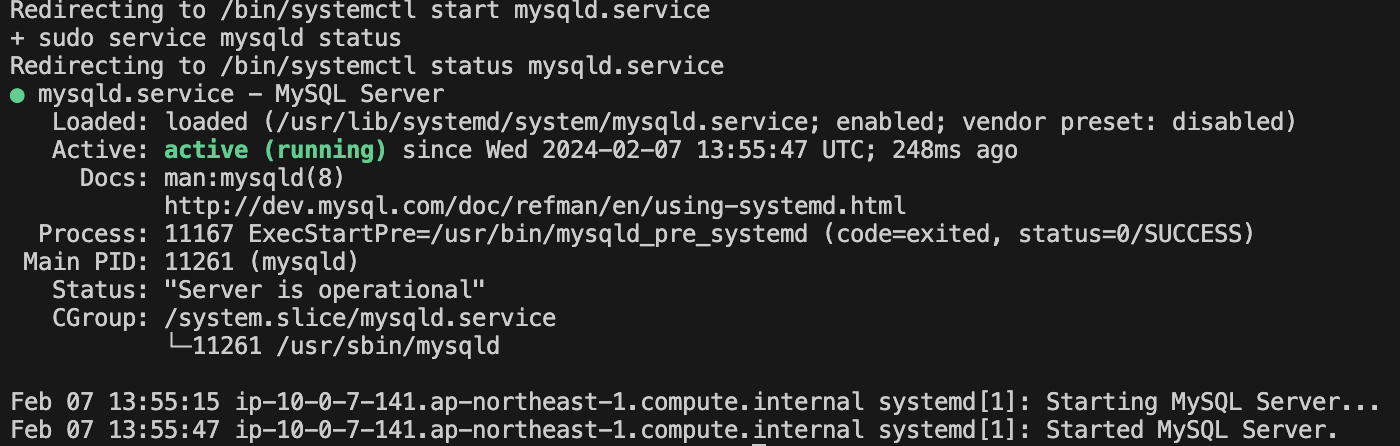 Redirecting to /bin/systemctl start mysqld.service
+ sudo service mysqld status
Redirecting to /bin/systemctl status mysqld.service
● mysqld.service – MySQL Server
Loaded: loaded (/usr/lib/systemd/system/mysqld.service; enabled; vendor preset: disabled)
Active: active (running) since Wed 2024-02-07 13:55:47 UTC; 248ms ago
Docs: man:mysqld(8)
http://dev.mysql.com/doc/refman/en/using-systemd.html
Process: 11167 ExecStartPre=/usr/bin/mysqld_pre_systemd (code=exited, status=0/SUCCESS)
Main PID: 11261 (mysqld)
Status: "Server is operational"
CGroup: /system.slice/mysqld.service
└─11261 /usr/sbin/mysqld
Feb 07 13:55:15 ip-10-0-7-141.ap-northeast-1.compute.internal systemd[1]: Starting MySQL Server...
Feb 07 13:55:47 ip-10-0-7-141.ap-northeast-1.compute.internal systemd[1]: Started MySQL Server.